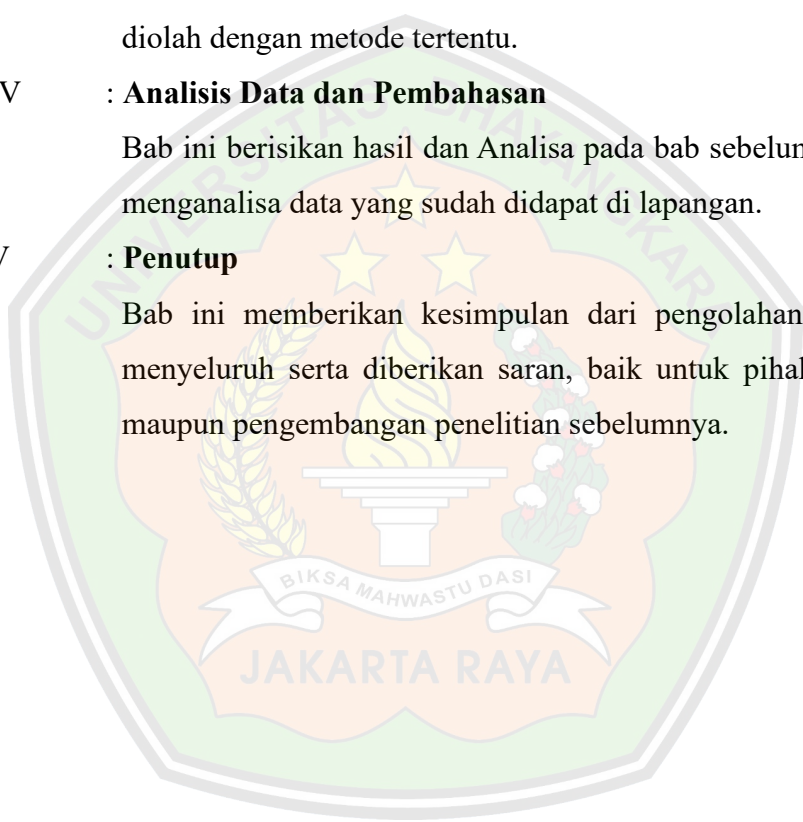 diolah dengan metode tertentu.
V : Analisis Data dan Pembahasan
Bab ini berisikan hasil dan Analisa pada bab
menganalisa data yang sudah didapat di lapangan.
V : Penutup
Bab ini memberikan kesimpulan dari pengolahan
menyeluruh serta diberikan saran, baik untuk
maupun pengembangan penelitian sebelumnya.
UNIVERSITAS BHAYANGKARA
BIKSA MAHWASTU DASI
JAKARTA RAYA